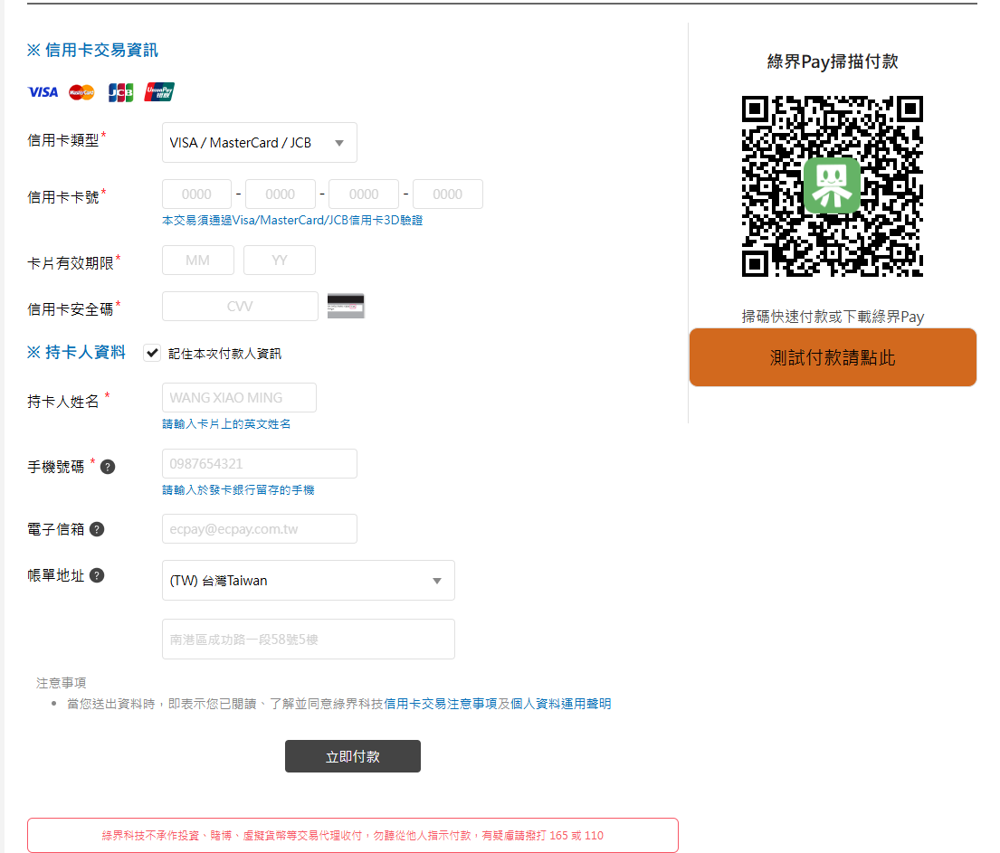 ※ 信用卡交易資訊
VISA MasterCard JCB UnionPay
信用卡類型*
VISA / MasterCard / JCB
信用卡卡號*
0000 - 0000 - 0000 - 0000
本交易須通過Visa/MasterCard/JCB信用卡3D驗證
卡片有效期限*
MM YY
信用卡安全碼*
CVV
※ 持卡人資料 記住本次付款人資訊
持卡人姓名 *
WANG XIAO MING
請輸入卡片上的英文姓名
手機號碼 * ?
0987654321
請輸入於發卡銀行留存的手機
電子信箱 ?
ecpay@ecpay.com.tw
帳單地址 ?
(TW) 台灣Taiwan
南港區成功路一段58號5樓
注意事項
• 當您送出資料時，即表示您已閱讀、了解並同意綠界科技信用卡交易注意事項及個人資料運用聲明
立即付款
綠界科技不承作投資、賭博、虛擬貨幣等交易代理收付，勿聽從他人指示付款，有疑慮請撥打 165 或 110
綠界Pay掃描付款
掃碼快速付款或下載綠界Pay
測試付款請點此